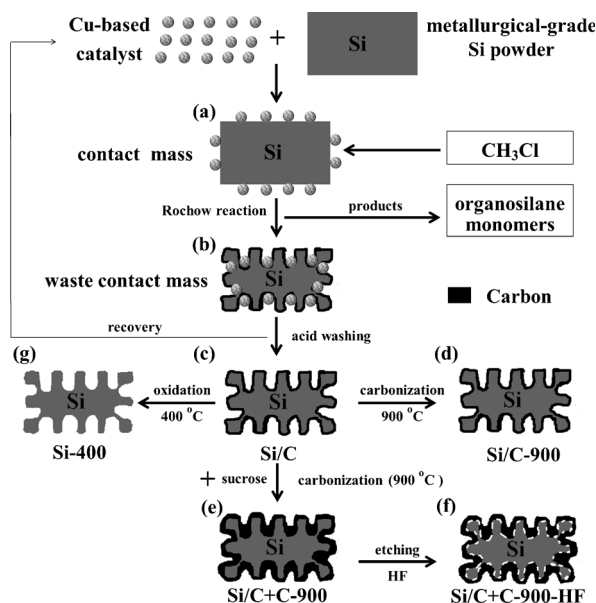 Cu-based
catalyst
+
Si
metallurgical-grade
Si powder
(a)
contact mass
Si
CH₃Cl
Rochow reaction
products
organosilane
monomers
(b)
waste contact mass
Si
Carbon
recovery
acid washing
(g)
Si
Si-400
oxidation
400 °C
(c)
Si
Si/C
carbonization
900 °C
(d)
Si
Si/C-900
+ sucrose
carbonization (900 °C)
(e)
Si
Si/C+C-900
etching
HF
(f)
Si
Si/C+C-900-HF